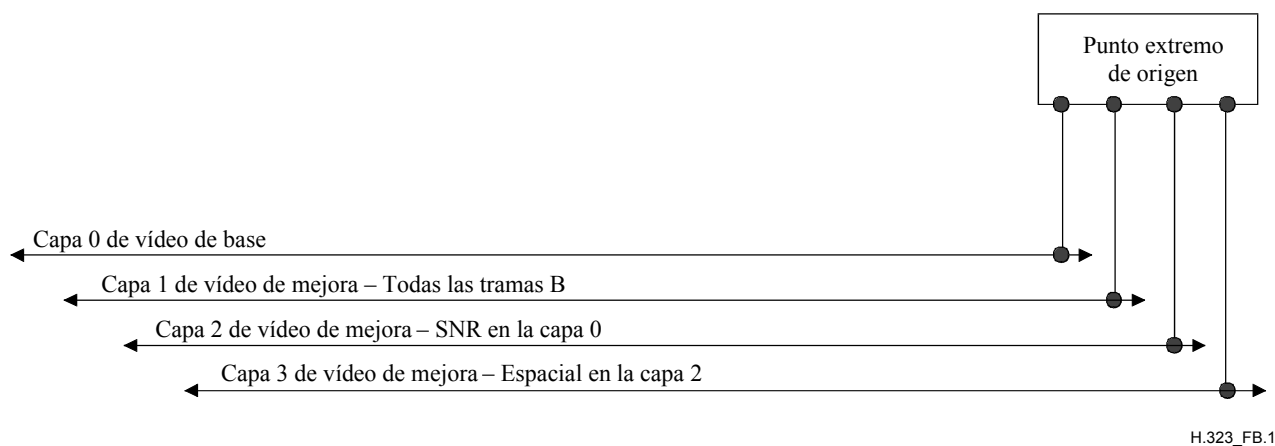 Punto extremo
de origen
Capa 0 de vídeo de base
Capa 1 de vídeo de mejora – Todas las tramas B
Capa 2 de vídeo de mejora – SNR en la capa 0
Capa 3 de vídeo de mejora – Espacial en la capa 2
H.323_FB.1